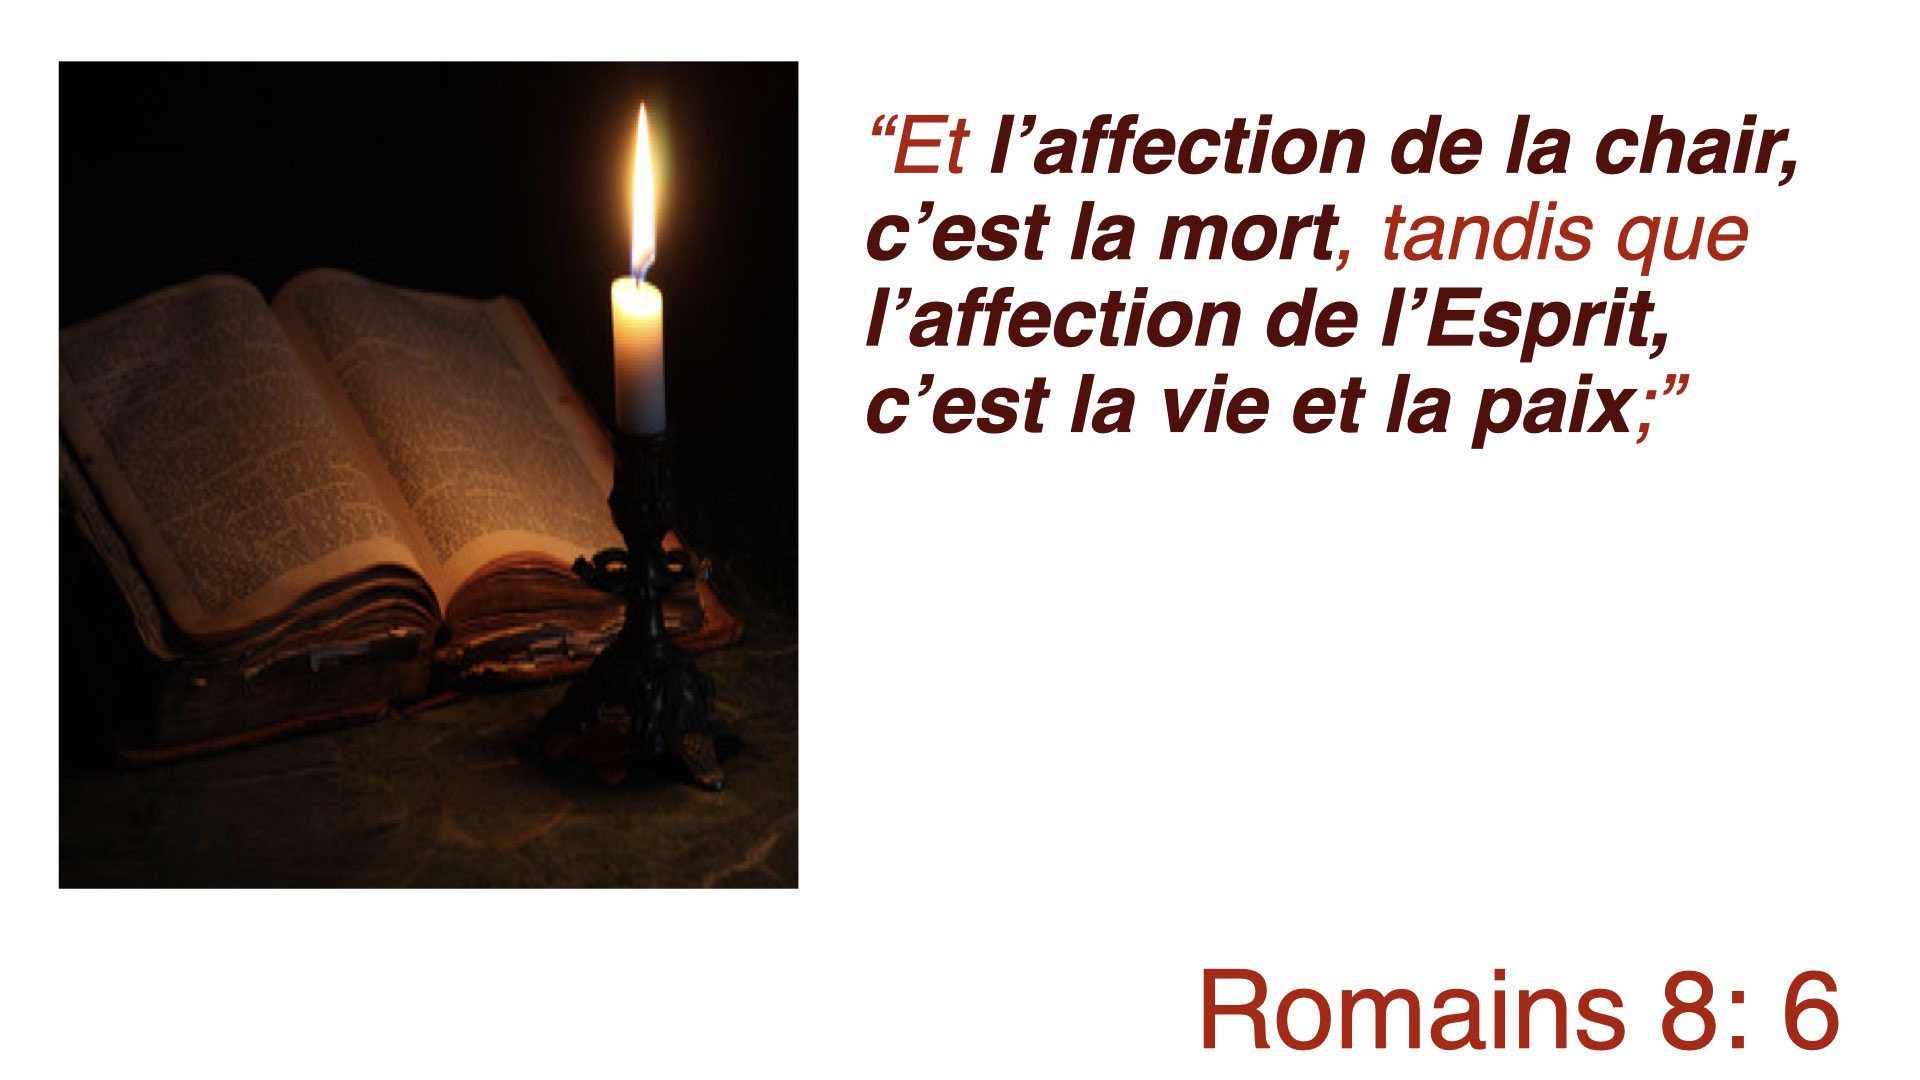 “Et l’affection de la chair,
c’est la mort, tandis que
l’affection de l’Esprit,
c’est la vie et la paix;”
Romains 8: 6